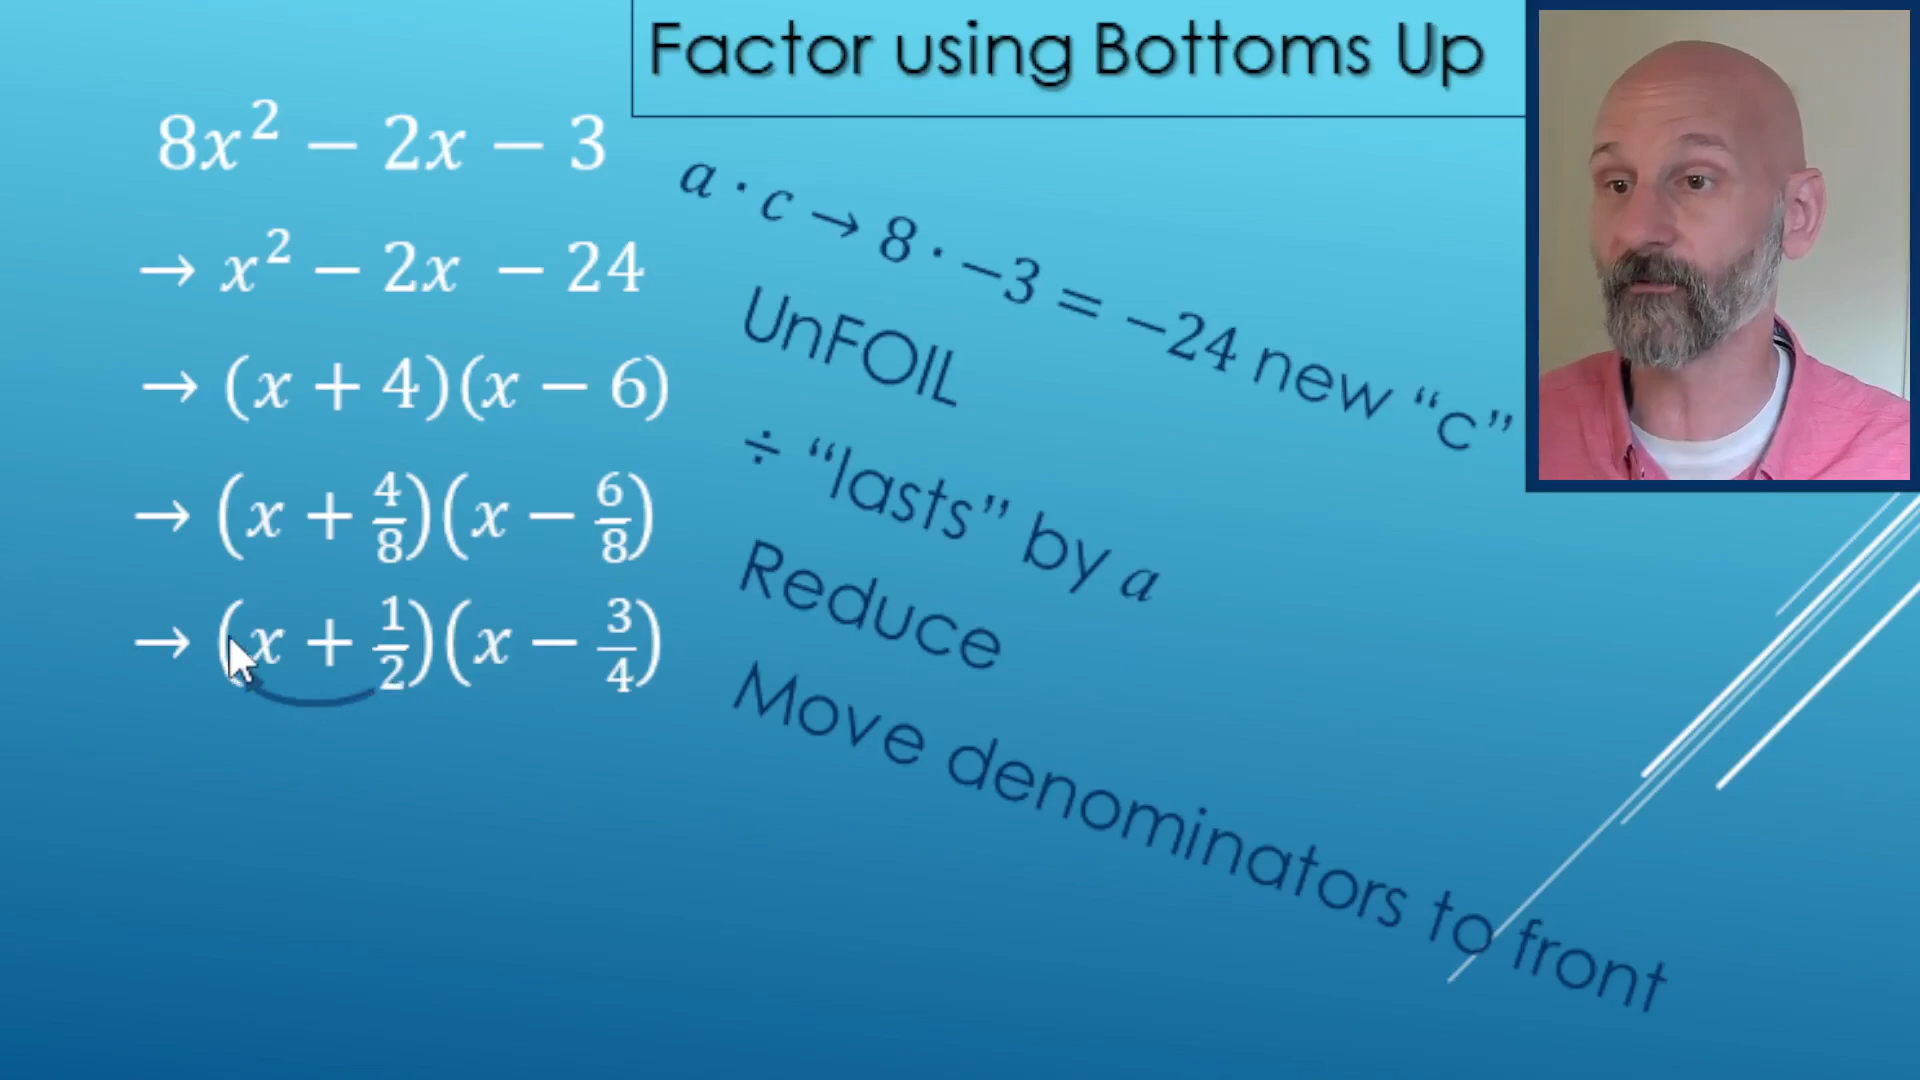 Factor using Bottoms Up
8x² − 2x − 3
→ x² − 2x − 24
→ (x + 4)(x − 6)
→ (x + 4/8)(x − 6/8)
→ (x + 1/2)(x − 3/4)
a · c → 8 · −3 = −24 new “c”
UnFOIL
÷ “lasts” by a
Reduce
Move denominators to front